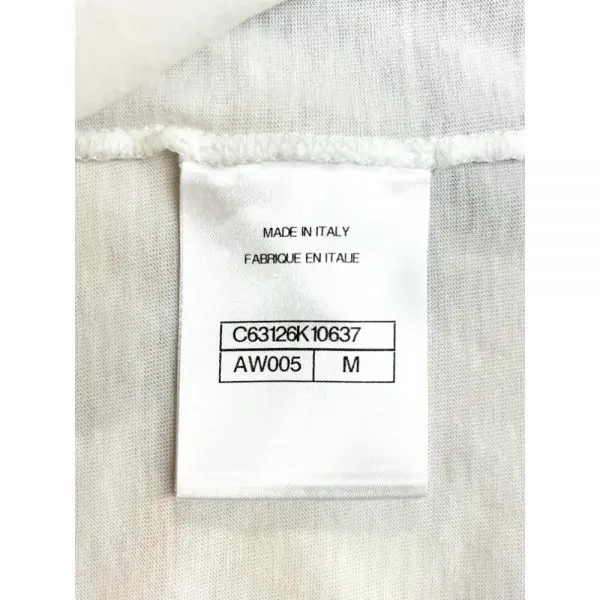 MADE IN ITALY
FABRIQUE EN ITALIE
C63126K10637
AW005 M